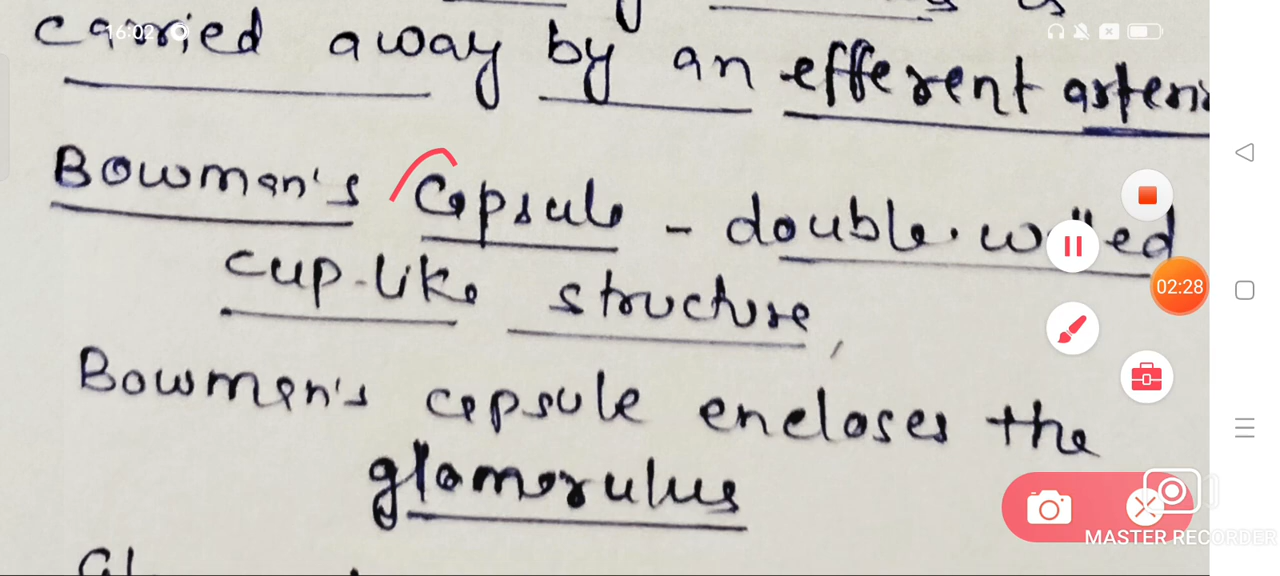 16:02
carried away by an efferent arteri
Bowman's capsule - double-walled
cup-like structure,
Bowman's capsule encloses the
glomerulus
Gl
02:28
MASTER RECORDER